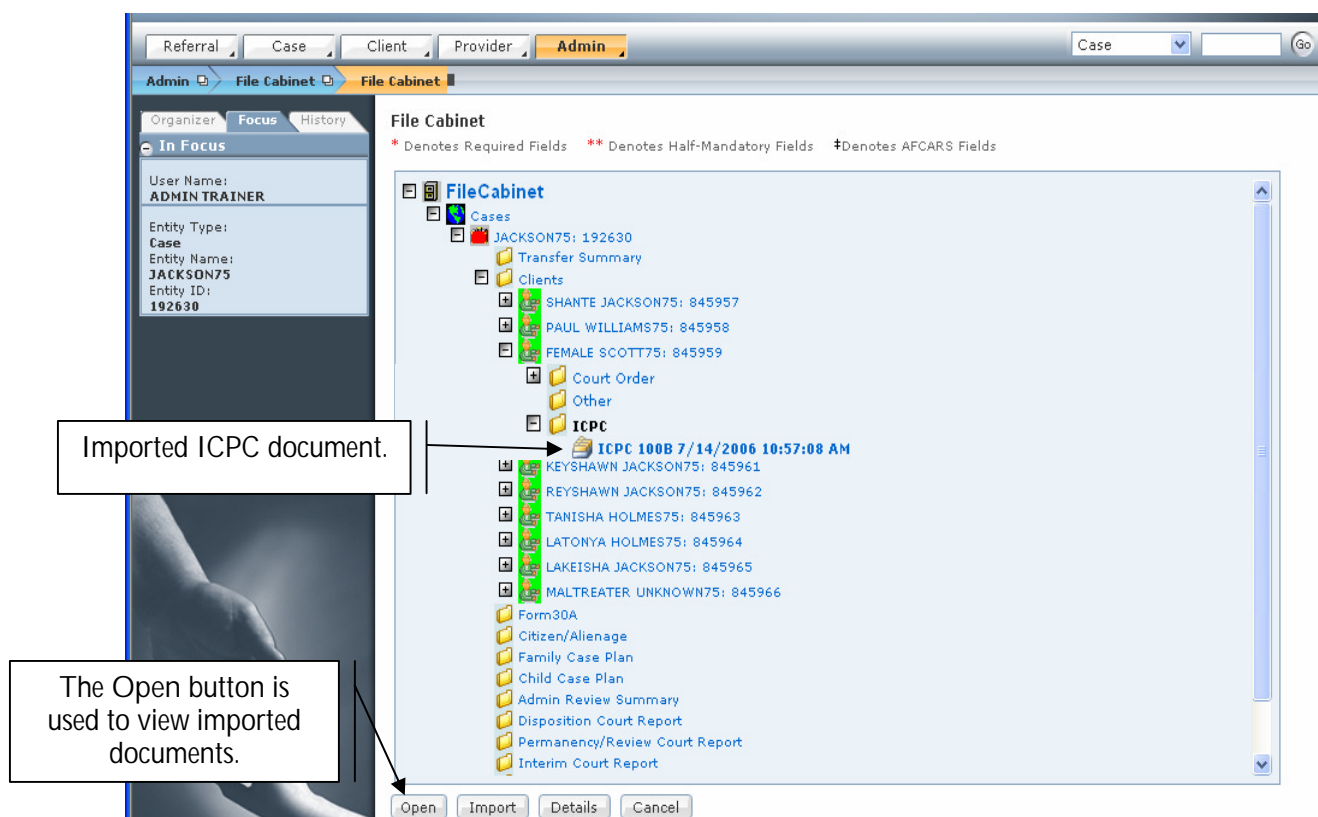 Referral
Case
Client
Provider
Admin
Case
Go
Admin
File Cabinet
File Cabinet
Organizer
Focus
History
In Focus
User Name:
ADMIN TRAINER
Entity Type:
Case
Entity Name:
JACKSON75
Entity ID:
192630
File Cabinet
* Denotes Required Fields ** Denotes Half-Mandatory Fields ‡Denotes AFCARS Fields
FileCabinet
Cases
JACKSON75: 192630
Transfer Summary
Clients
SHANTE JACKSON75: 845957
PAUL WILLIAMS75: 845958
FEMALE SCOTT75: 845959
Court Order
Other
ICPC
Imported ICPC document.
ICPC 100B 7/14/2006 10:57:08 AM
KEYSHAWN JACKSON75: 845961
REYSHAWN JACKSON75: 845962
TANISHA HOLMES75: 845963
LATONYA HOLMES75: 845964
LAKEISHA JACKSON75: 845965
MALTREATER UNKNOWN75: 845966
Form30A
Citizen/Alienage
Family Case Plan
Child Case Plan
Admin Review Summary
Disposition Court Report
Permanency/Review Court Report
Interim Court Report
The Open button is
used to view imported
documents.
Open
Import
Details
Cancel